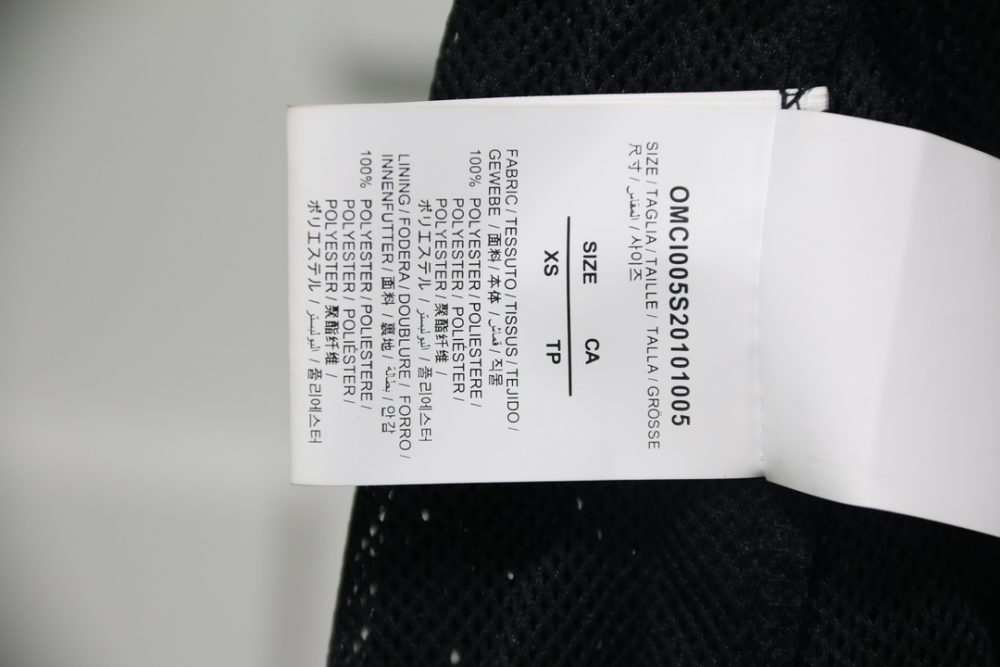 OMCI005S20101005
SIZE / TAGLIA / TAILLE / TALLA / GRÖSSE
尺寸 / المقاس / 사이즈
SIZE CA
XS TP
FABRIC / TESSUTO / TISSUS / TEJIDO /
GEWEBE / 面料 / 本体 / قماش / 직물
100% POLYESTER / POLIESTERE /
POLYESTER / POLIÉSTER /
POLYESTER / 聚酯纤维 /
ポリエステル / البوليستر / 폴리에스터
LINING / FODERA / DOUBLURE / FORRO /
INNENFUTTER / 面料 / 裏地 / بطانة / 안감
100% POLYESTER / POLIESTERE /
POLYESTER / POLIÉSTER /
POLYESTER / 聚酯纤维 /
ポリエステル / البوليستر / 폴리에스터